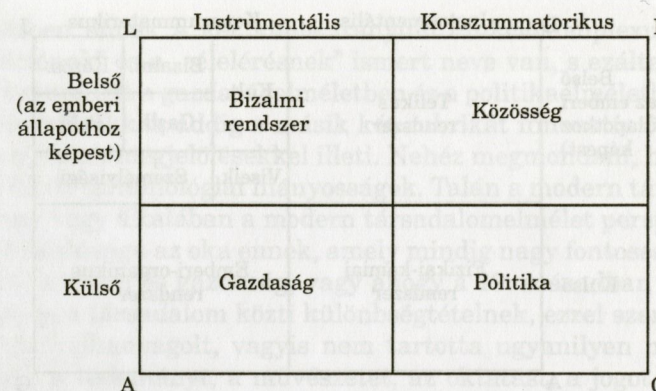 L Instrumentális Konszummatorikus
Belső
(az emberi
állapothoz
képest)
Bizalmi
rendszer
Közösség
Külső
Gazdaság
Politika
A